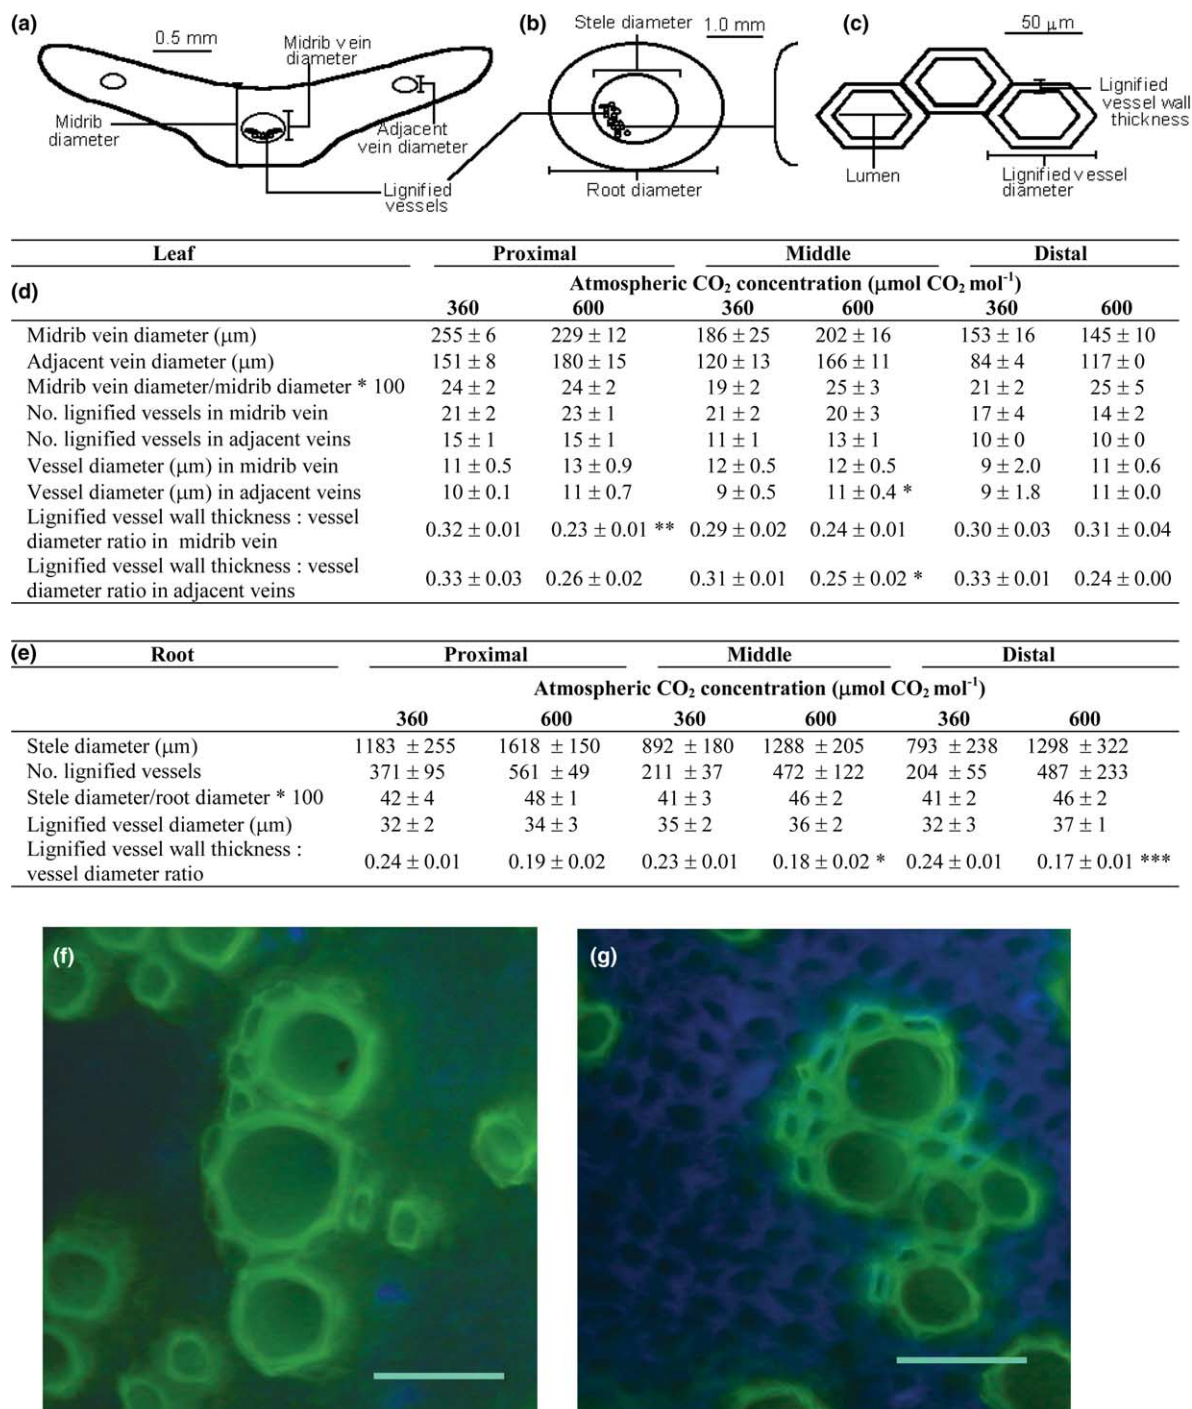 (a)
0.5 mm
Midrib vein
diameter
Midrib
diameter
Adjacent
vein diameter
Lignified
vessels
(b)
Stele diameter
1.0 mm
Root diameter
(c)
50 μm
Lignified
vessel wall
thickness
Lumen
Lignified vessel
diameter
Leaf Proximal Middle Distal
(d) Atmospheric CO₂ concentration (μmol CO₂ mol⁻¹)
360 600 360 600 360 600
Midrib vein diameter (μm) 255 ± 6 229 ± 12 186 ± 25 202 ± 16 153 ± 16 145 ± 10
Adjacent vein diameter (μm) 151 ± 8 180 ± 15 120 ± 13 166 ± 11 84 ± 4 117 ± 0
Midrib vein diameter/midrib diameter * 100 24 ± 2 24 ± 2 19 ± 2 25 ± 3 21 ± 2 25 ± 5
No. lignified vessels in midrib vein 21 ± 2 23 ± 1 21 ± 2 20 ± 3 17 ± 4 14 ± 2
No. lignified vessels in adjacent veins 15 ± 1 15 ± 1 11 ± 1 13 ± 1 10 ± 0 10 ± 0
Vessel diameter (μm) in midrib vein 11 ± 0.5 13 ± 0.9 12 ± 0.5 12 ± 0.5 9 ± 2.0 11 ± 0.6
Vessel diameter (μm) in adjacent veins 10 ± 0.1 11 ± 0.7 9 ± 0.5 11 ± 0.4 * 9 ± 1.8 11 ± 0.0
Lignified vessel wall thickness : vessel
diameter ratio in midrib vein 0.32 ± 0.01 0.23 ± 0.01 ** 0.29 ± 0.02 0.24 ± 0.01 0.30 ± 0.03 0.31 ± 0.04
Lignified vessel wall thickness : vessel
diameter ratio in adjacent veins 0.33 ± 0.03 0.26 ± 0.02 0.31 ± 0.01 0.25 ± 0.02 * 0.33 ± 0.01 0.24 ± 0.00
(e) Root Proximal Middle Distal
Atmospheric CO₂ concentration (μmol CO₂ mol⁻¹)
360 600 360 600 360 600
Stele diameter (μm) 1183 ± 255 1618 ± 150 892 ± 180 1288 ± 205 793 ± 238 1298 ± 322
No. lignified vessels 371 ± 95 561 ± 49 211 ± 37 472 ± 122 204 ± 55 487 ± 233
Stele diameter/root diameter * 100 42 ± 4 48 ± 1 41 ± 3 46 ± 2 41 ± 2 46 ± 2
Lignified vessel diameter (μm) 32 ± 2 34 ± 3 35 ± 2 36 ± 2 32 ± 3 37 ± 1
Lignified vessel wall thickness :
vessel diameter ratio 0.24 ± 0.01 0.19 ± 0.02 0.23 ± 0.01 0.18 ± 0.02 * 0.24 ± 0.01 0.17 ± 0.01 ***
(f)
(g)